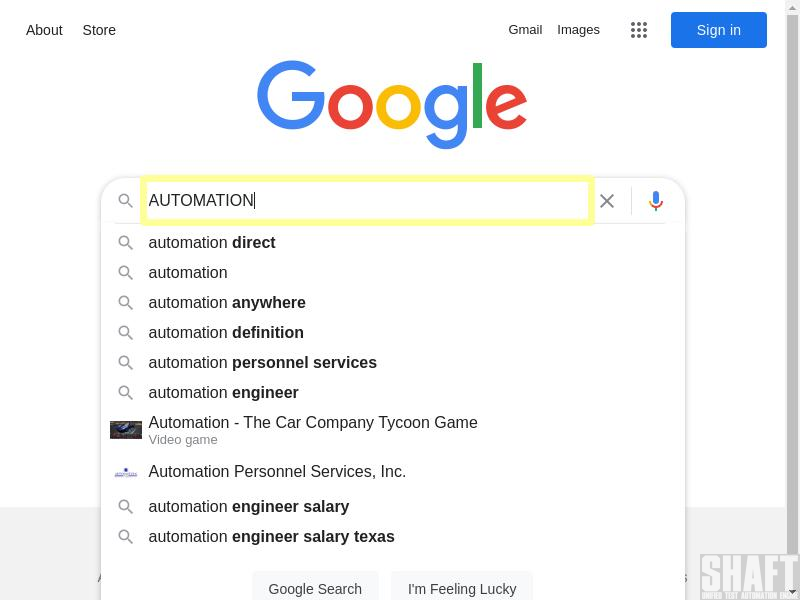 About Store Gmail Images Sign in
Google
AUTOMATION
automation direct
automation
automation anywhere
automation definition
automation personnel services
automation engineer
Automation - The Car Company Tycoon Game
Video game
Automation Personnel Services, Inc.
automation engineer salary
automation engineer salary texas
Google Search I'm Feeling Lucky
SHAFT